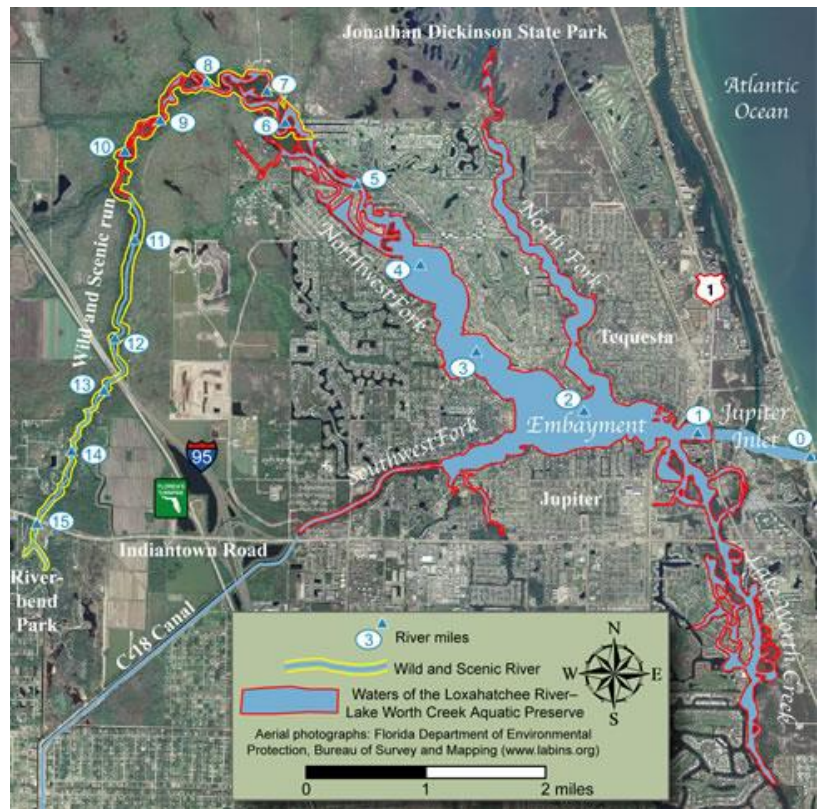 Jonathan Dickinson State Park
Atlantic
Ocean
8
7
9
6
10
5
North Fork
11
Northwest Fork
4
Wild and Scenic run
1
12
3
Tequesta
13
2
1
Jupiter
Inlet
0
Embayment
14
95
Southwest Fork
FLORIDA'S
TURNPIKE
Jupiter
15
Indiantown Road
River-
bend
Park
C-18 Canal
Lake Worth Creek
3
River miles
N
W
E
S
Wild and Scenic River
Waters of the Loxahatchee River–
Lake Worth Creek Aquatic Preserve
Aerial photographs: Florida Department of Environmental
Protection, Bureau of Survey and Mapping (www.labins.org)
0
1
2 miles